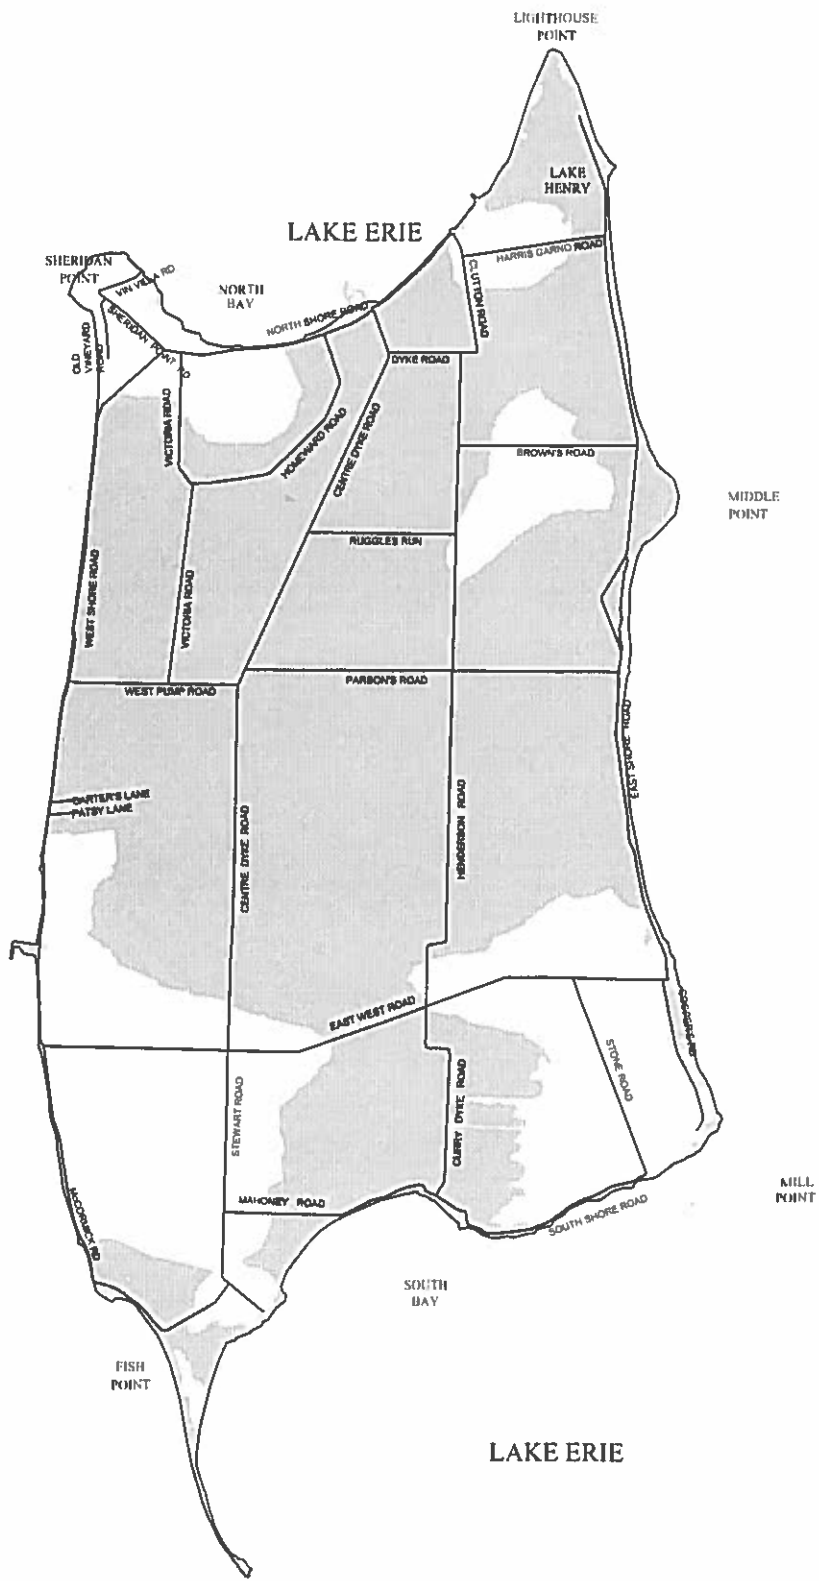 LIGHTHOUSE
POINT
LAKE
HENRY
LAKE ERIE
HARRIS GARNO ROAD
SHERIDAN
POINT
VIN VILLA RD
NORTH
BAY
CLUTTON ROAD
NORTH SHORE ROAD
SHERIDAN POINT RD
OLD
VINEYARD
ROAD
DYKE ROAD
VICTORIA ROAD
HOMEWARD ROAD
CENTRE DYKE ROAD
BROWN'S ROAD
MIDDLE
POINT
RUGGLES RUN
WEST SHORE ROAD
VICTORIA ROAD
WEST PUMP ROAD
PARSON'S ROAD
EAST SHORE ROAD
PATSY LANE
CENTRE DYKE ROAD
HENDERSON ROAD
EAST WEST ROAD
STONE ROAD
STEWART ROAD
CURRY DYKE ROAD
MAHONEY ROAD
McCORMICK RD
SOUTH SHORE ROAD
MILL
POINT
SOUTH
BAY
FISH
POINT
LAKE ERIE